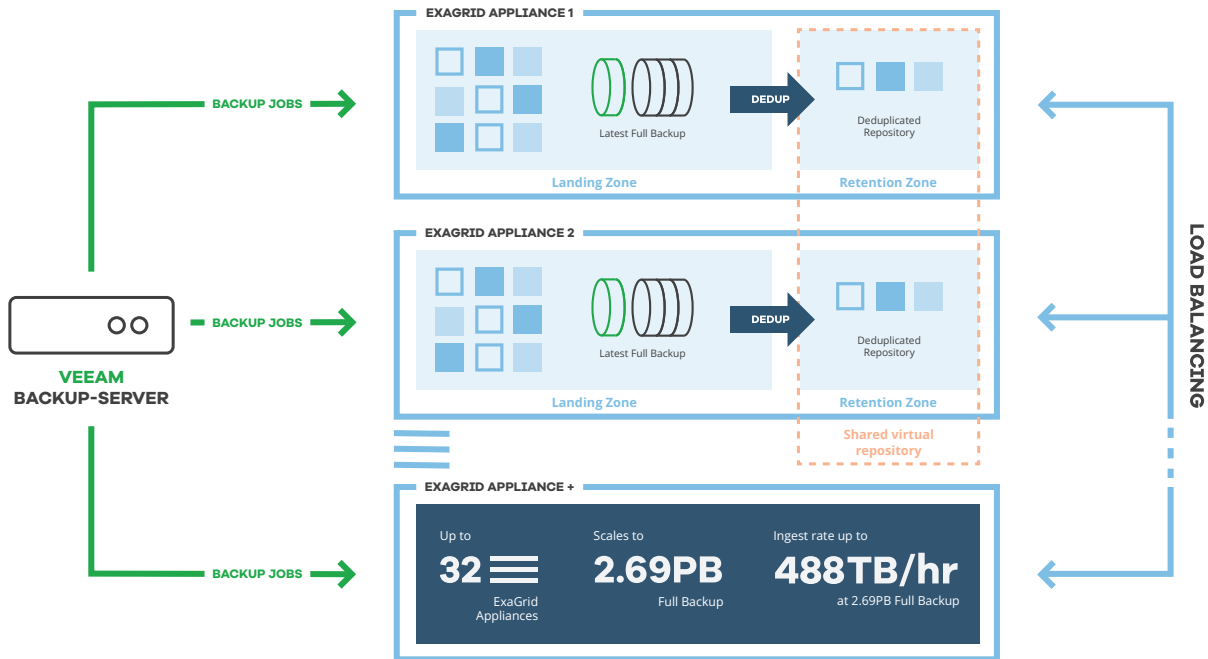 EXAGRID APPLIANCE 1
BACKUP JOBS
Latest Full Backup
DEDUP
Deduplicated
Repository
Landing Zone
Retention Zone
EXAGRID APPLIANCE 2
BACKUP JOBS
Latest Full Backup
DEDUP
Deduplicated
Repository
Landing Zone
Retention Zone
Shared virtual
repository
VEEAM
BACKUP-SERVER
LOAD BALANCING
EXAGRID APPLIANCE +
BACKUP JOBS
Up to
32
ExaGrid
Appliances
Scales to
2.69PB
Full Backup
Ingest rate up to
488TB/hr
at 2.69PB Full Backup